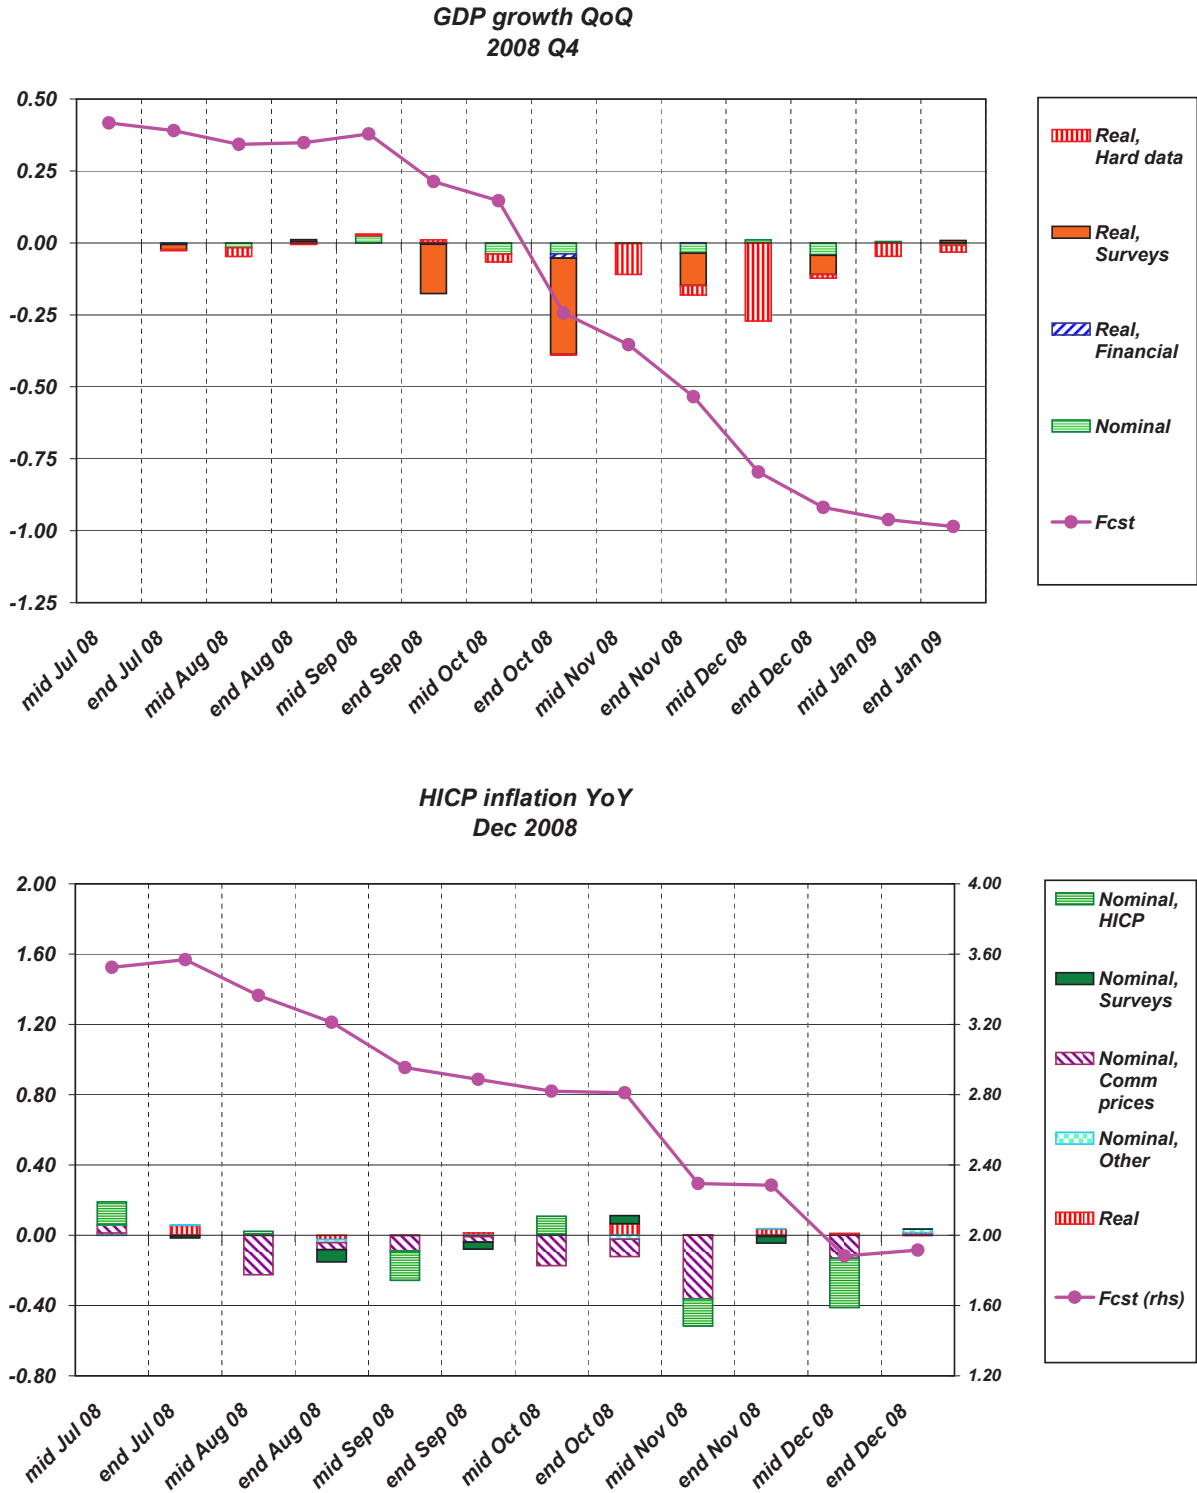 GDP growth QoQ
2008 Q4
0.50
0.25
0.00
-0.25
-0.50
-0.75
-1.00
-1.25
mid Jul 08
end Jul 08
mid Aug 08
end Aug 08
mid Sep 08
end Sep 08
mid Oct 08
end Oct 08
mid Nov 08
end Nov 08
mid Dec 08
end Dec 08
mid Jan 09
end Jan 09
Real,
Hard data
Real,
Surveys
Real,
Financial
Nominal
Fcst
HICP inflation YoY
Dec 2008
2.00
1.60
1.20
0.80
0.40
0.00
-0.40
-0.80
4.00
3.60
3.20
2.80
2.40
2.00
1.60
1.20
mid Jul 08
end Jul 08
mid Aug 08
end Aug 08
mid Sep 08
end Sep 08
mid Oct 08
end Oct 08
mid Nov 08
end Nov 08
mid Dec 08
end Dec 08
Nominal,
HICP
Nominal,
Surveys
Nominal,
Comm
prices
Nominal,
Other
Real
Fcst (rhs)